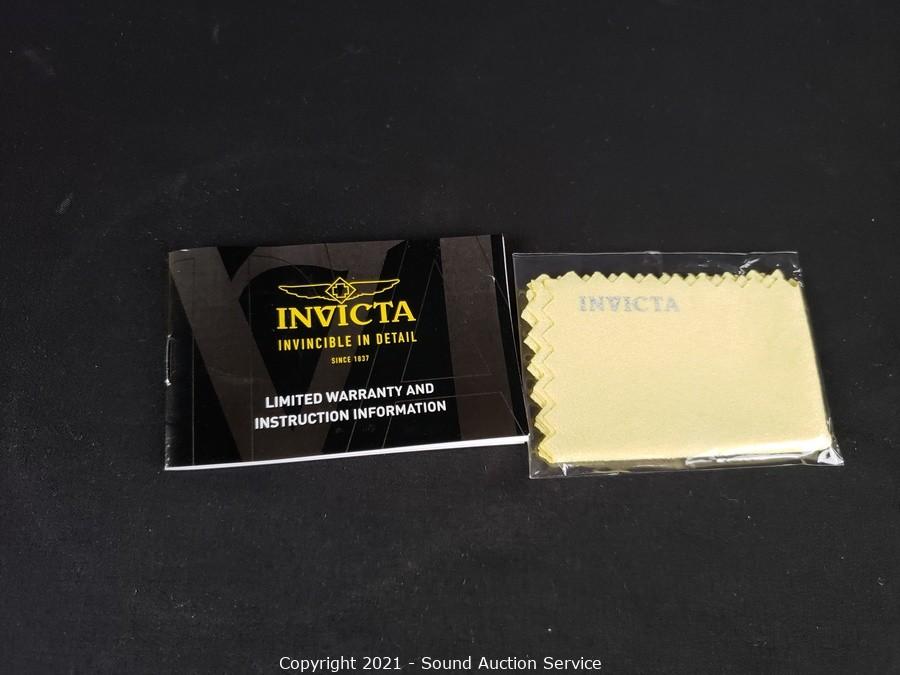 INVICTA
INVINCIBLE IN DETAIL
SINCE 1837
LIMITED WARRANTY AND
INSTRUCTION INFORMATION
INVICTA
Copyright 2021 - Sound Auction Service